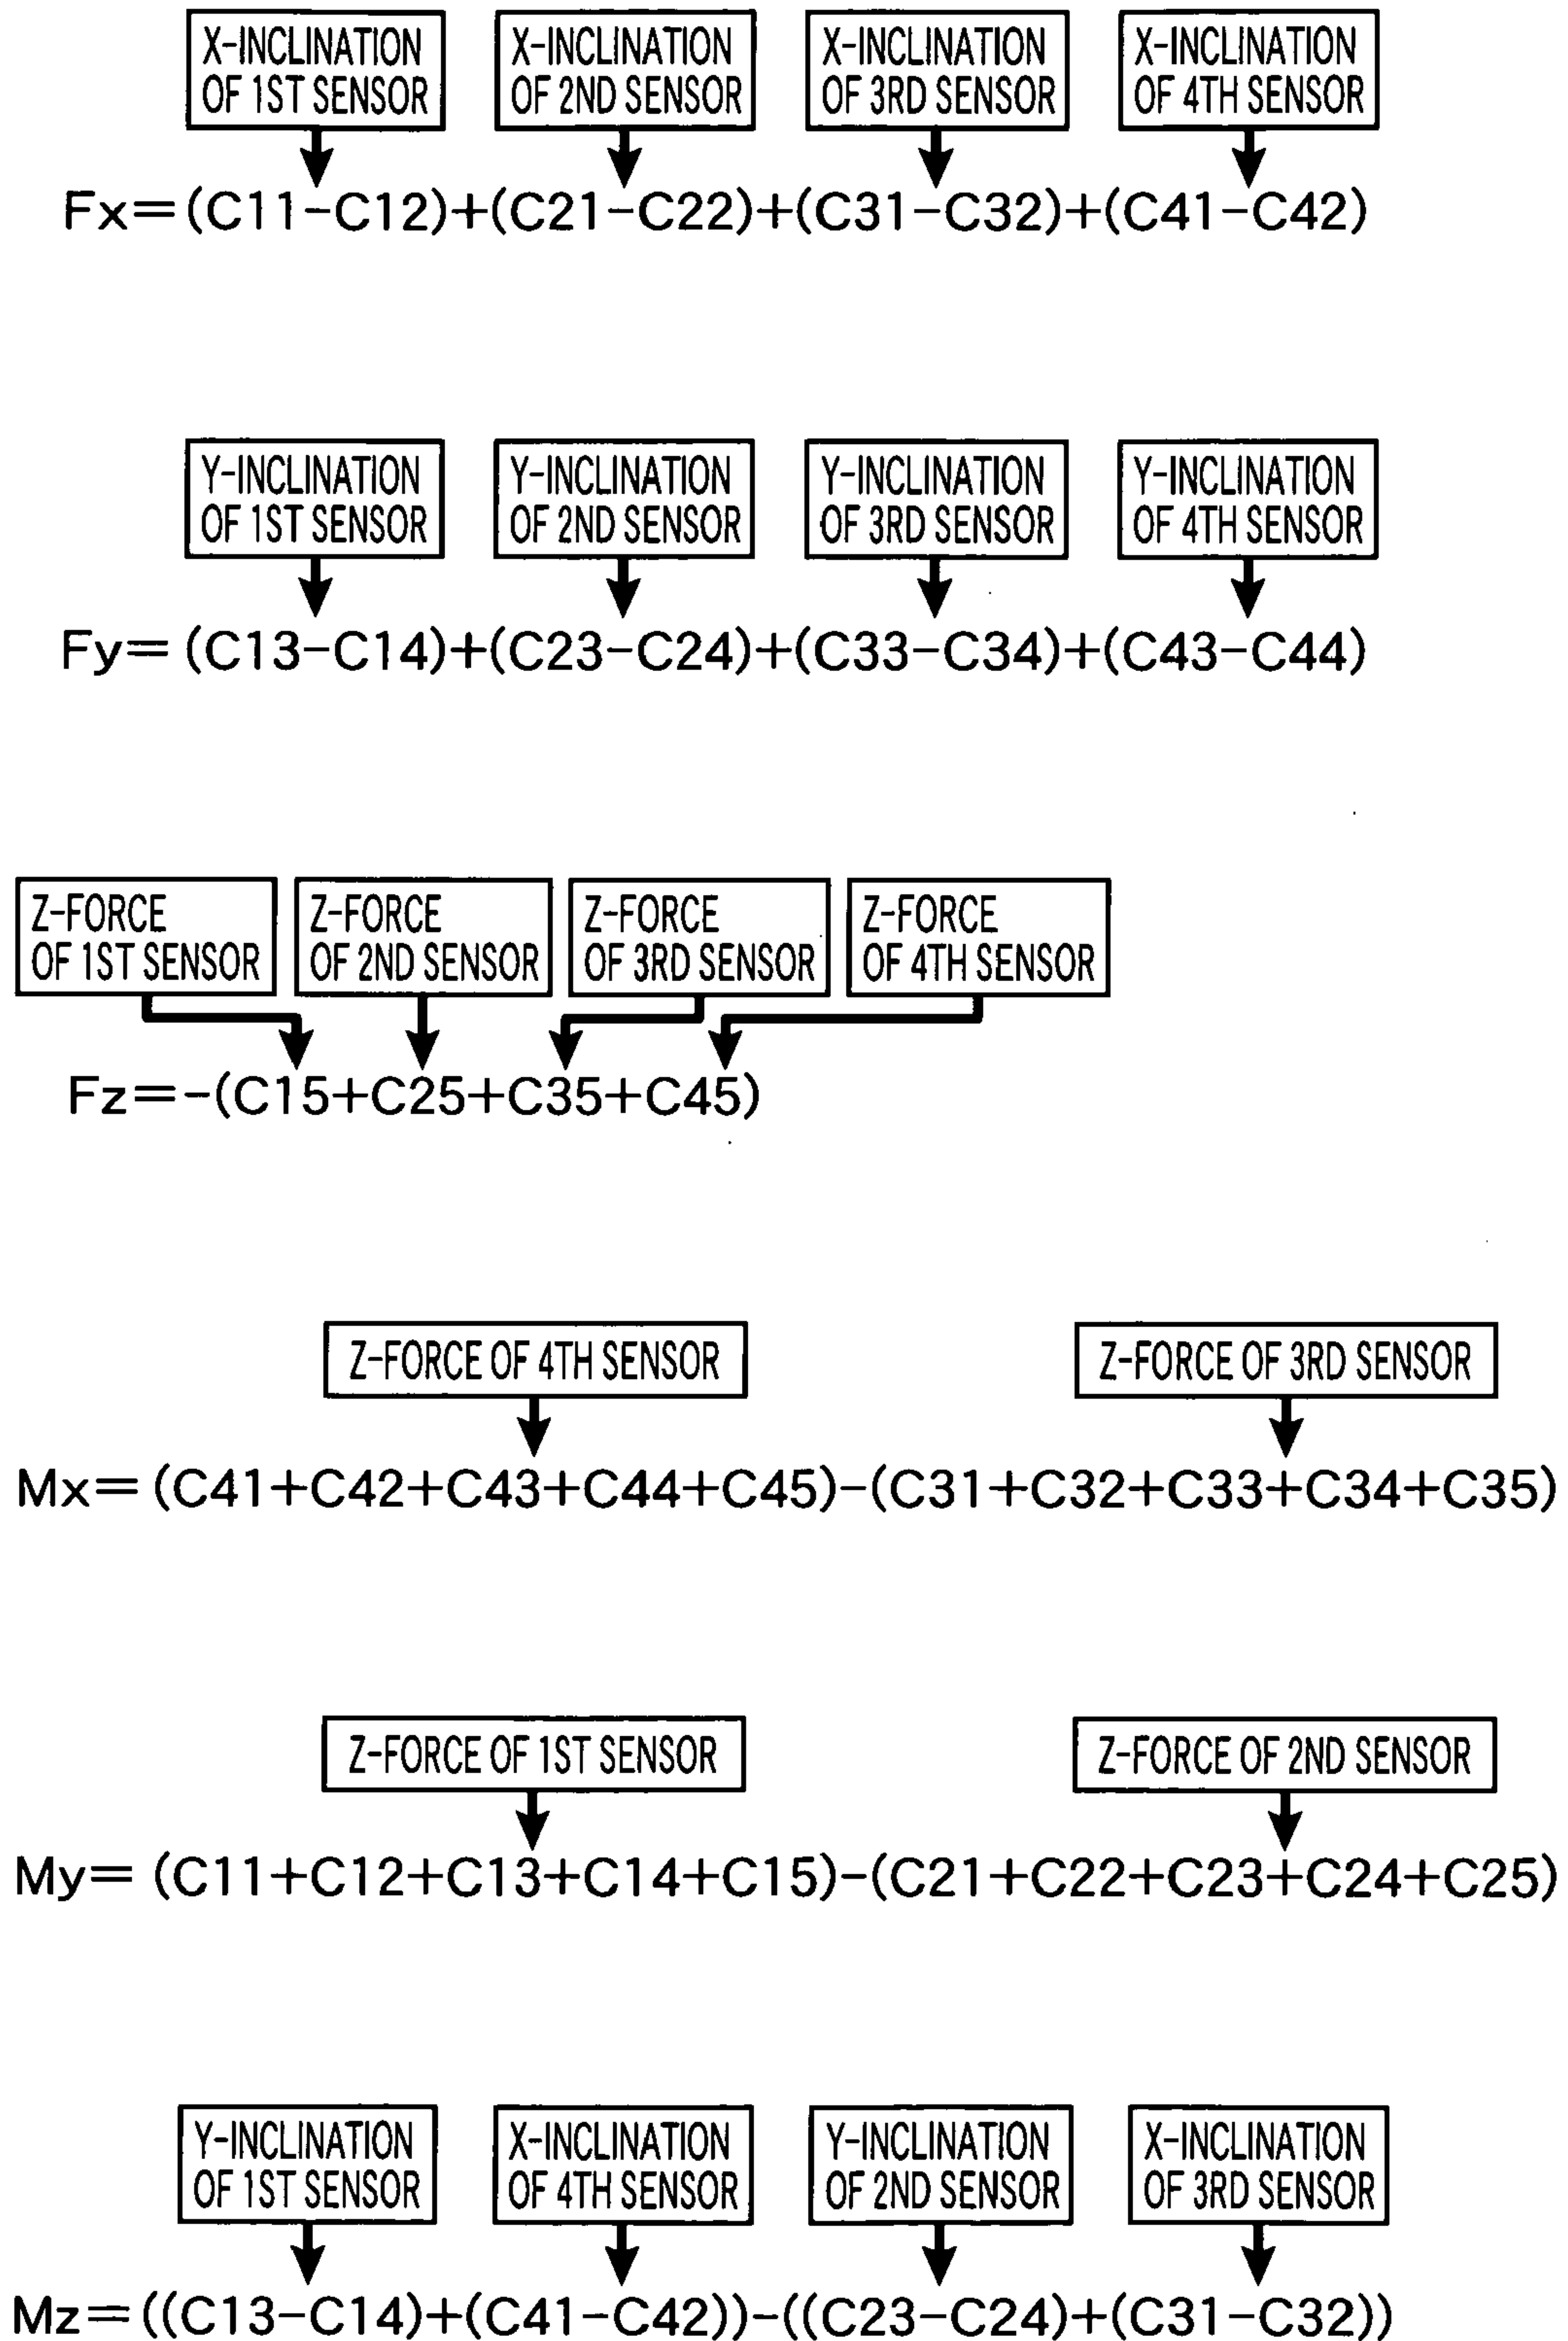 X-INCLINATION
OF 1ST SENSOR
X-INCLINATION
OF 2ND SENSOR
X-INCLINATION
OF 3RD SENSOR
X-INCLINATION
OF 4TH SENSOR
Fx=(C11-C12)+(C21-C22)+(C31-C32)+(C41-C42)
Y-INCLINATION
OF 1ST SENSOR
Y-INCLINATION
OF 2ND SENSOR
Y-INCLINATION
OF 3RD SENSOR
Y-INCLINATION
OF 4TH SENSOR
Fy=(C13-C14)+(C23-C24)+(C33-C34)+(C43-C44)
Z-FORCE
OF 1ST SENSOR
Z-FORCE
OF 2ND SENSOR
Z-FORCE
OF 3RD SENSOR
Z-FORCE
OF 4TH SENSOR
Fz=-(C15+C25+C35+C45)
Z-FORCE OF 4TH SENSOR
Z-FORCE OF 3RD SENSOR
Mx=(C41+C42+C43+C44+C45)-(C31+C32+C33+C34+C35)
Z-FORCE OF 1ST SENSOR
Z-FORCE OF 2ND SENSOR
My=(C11+C12+C13+C14+C15)-(C21+C22+C23+C24+C25)
Y-INCLINATION
OF 1ST SENSOR
X-INCLINATION
OF 4TH SENSOR
Y-INCLINATION
OF 2ND SENSOR
X-INCLINATION
OF 3RD SENSOR
Mz=((C13-C14)+(C41-C42))-((C23-C24)+(C31-C32))